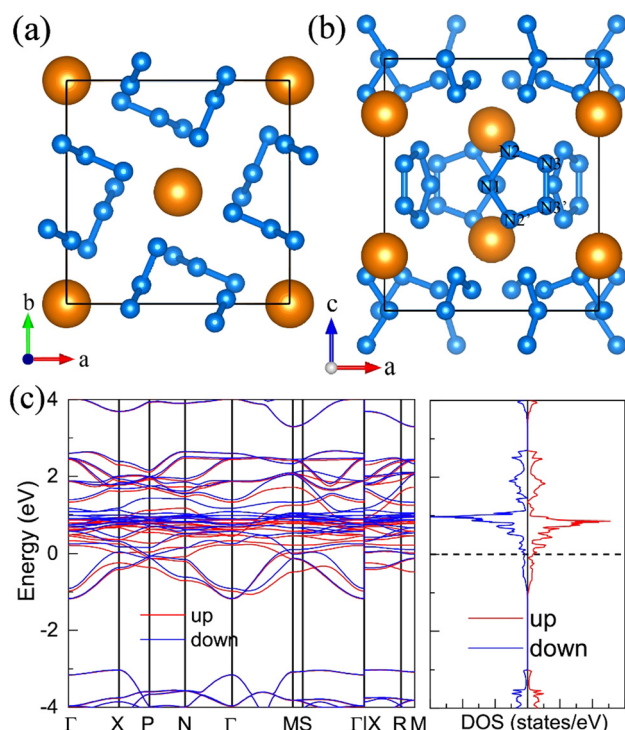 (a)
(b)
N2
N3
N1
N3'
N2'
b
a
c
a
(c)
4
2
0
-2
-4
Energy (eV)
up
down
Γ X P N Γ M S Γ X R M
up
down
DOS (states/eV)